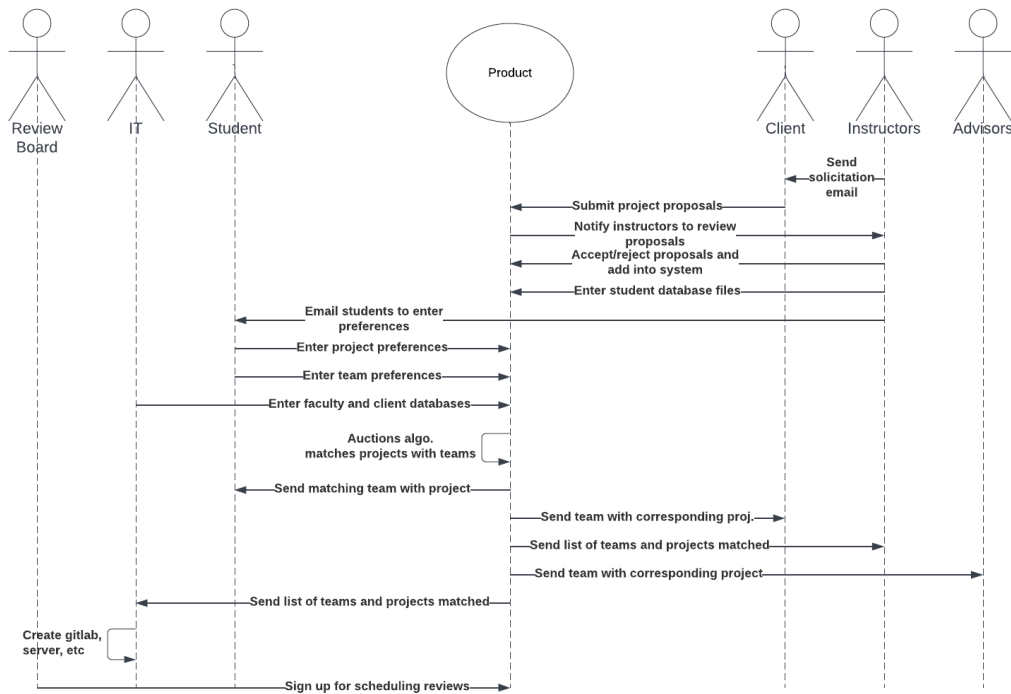 Product
Review
Board
IT
Student
Client
Instructors
Advisors
Send
solicitation
email
Submit project proposals
Notify instructors to review
proposals
Accept/reject proposals and
add into system
Enter student database files
Email students to enter
preferences
Enter project preferences
Enter team preferences
Enter faculty and client databases
Auctions algo.
matches projects with teams
Send matching team with project
Send team with corresponding proj.
Send list of teams and projects matched
Send team with corresponding project
Send list of teams and projects matched
Create gitlab,
server, etc
Sign up for scheduling reviews